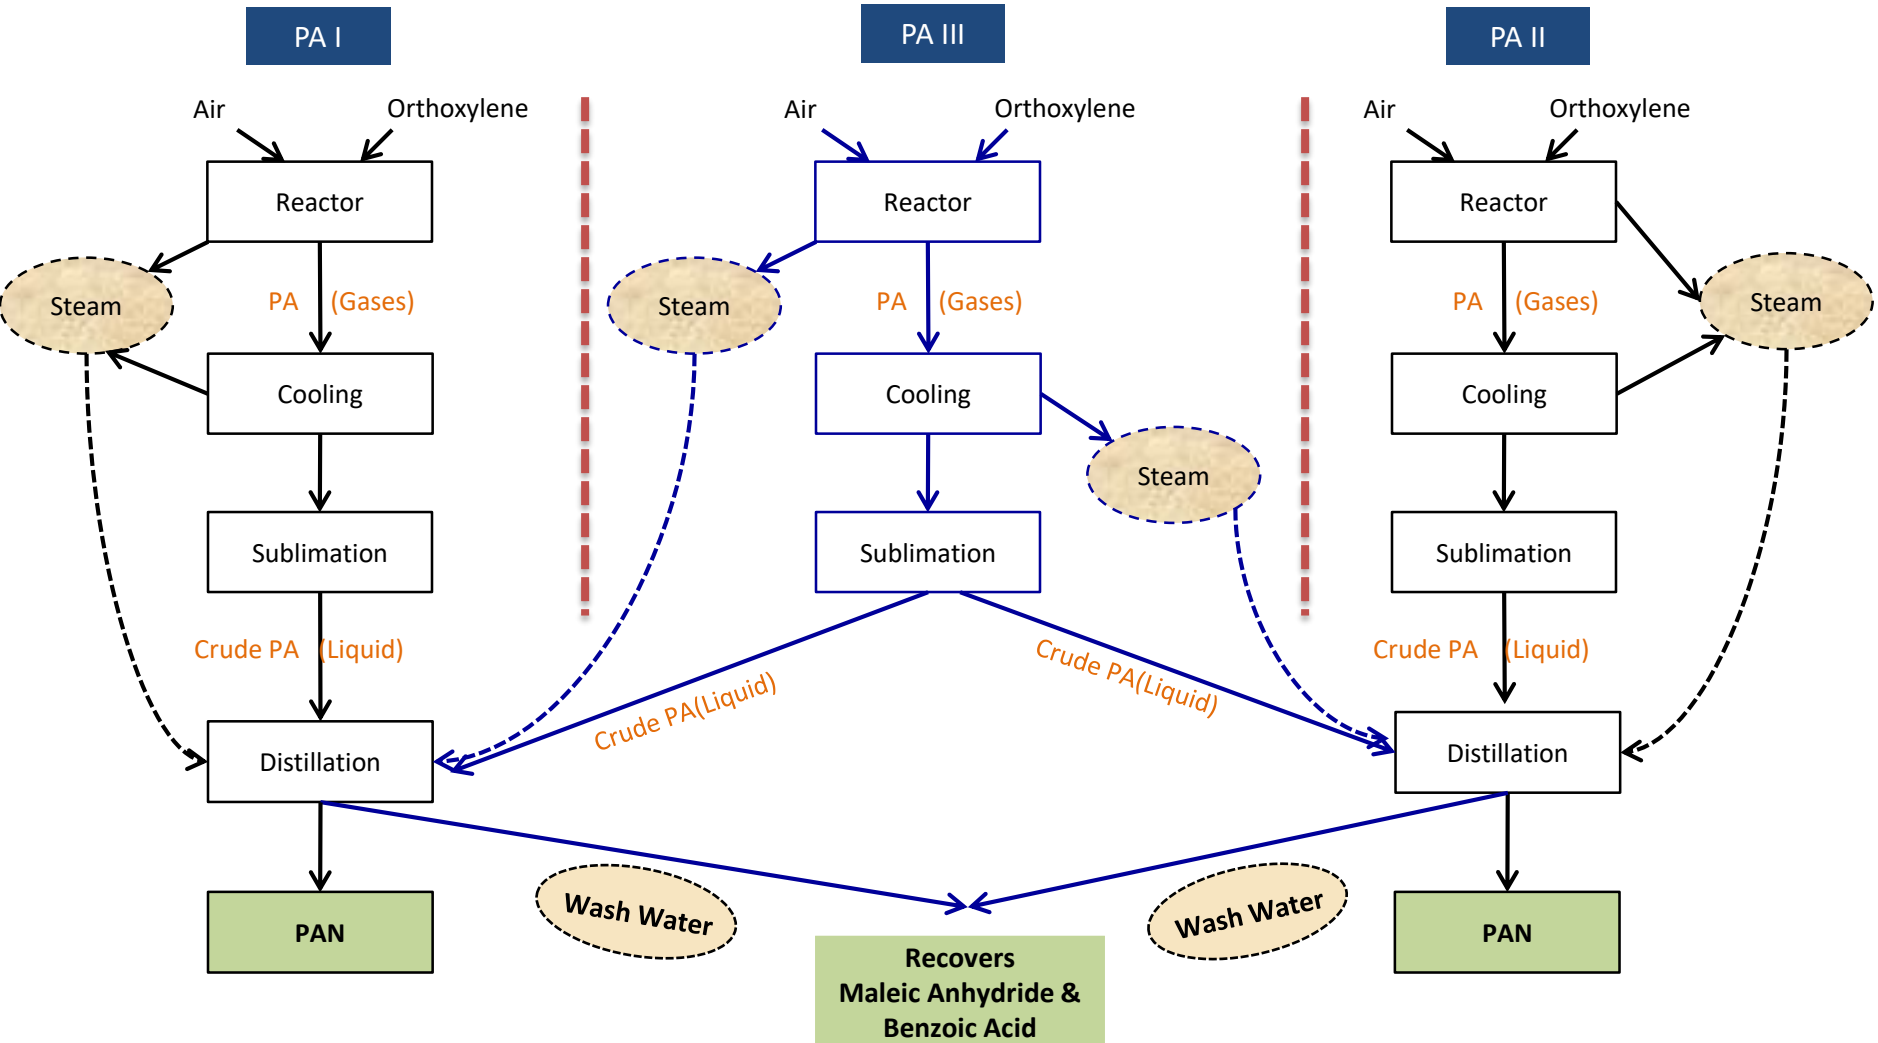 PA I
PA III
PA II
Air
Orthoxylene
Air
Orthoxylene
Air
Orthoxylene
Reactor
Reactor
Reactor
Steam
PA (Gases)
Steam
PA (Gases)
PA (Gases)
Steam
Cooling
Cooling
Cooling
Steam
Sublimation
Sublimation
Sublimation
Crude PA (Liquid)
Crude PA(Liquid)
Crude PA(Liquid)
Crude PA (Liquid)
Distillation
Distillation
Wash Water
Wash Water
PAN
PAN
Recovers
Maleic Anhydride &
Benzoic Acid